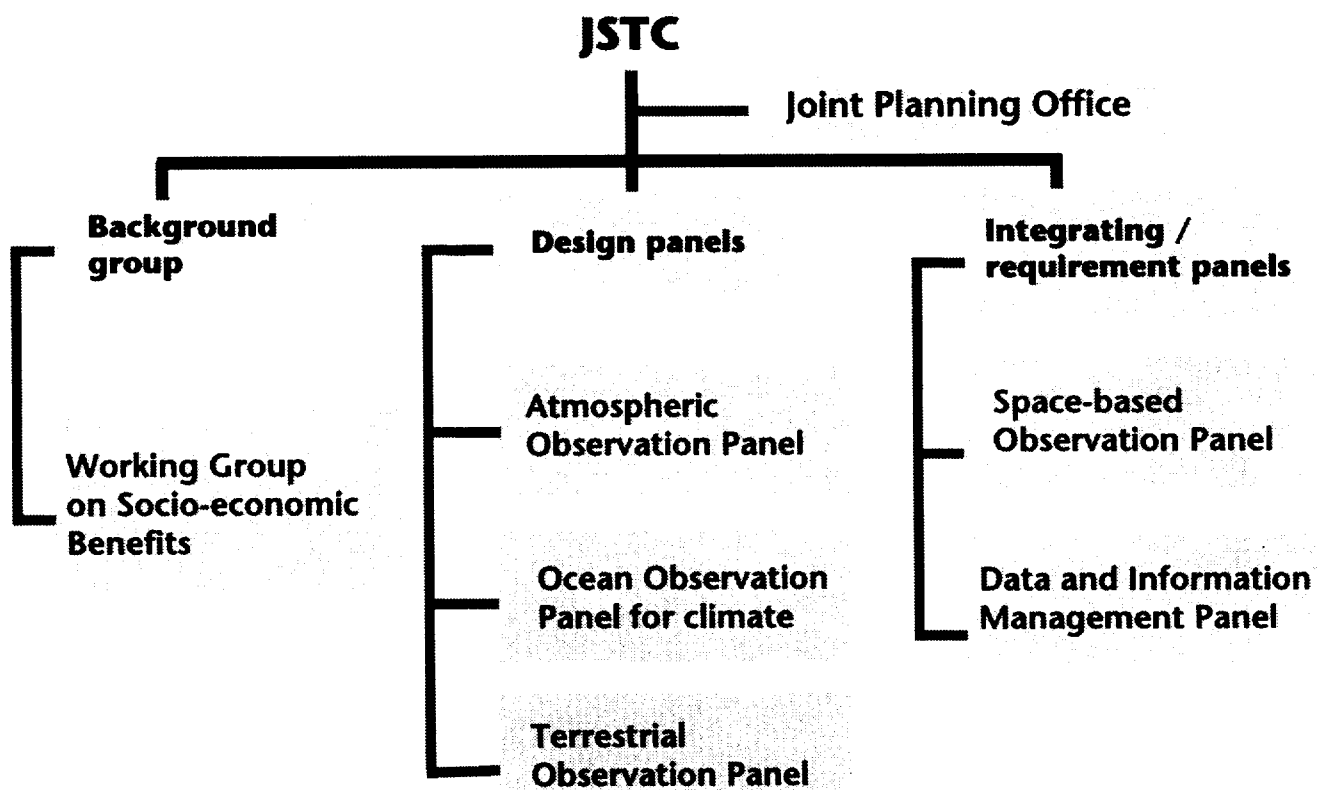 JSTC
Joint Planning Office
Background
group
Working Group
on Socio-economic
Benefits
Design panels
Atmospheric
Observation Panel
Ocean Observation
Panel for climate
Terrestrial
Observation Panel
Integrating /
requirement panels
Space-based
Observation Panel
Data and Information
Management Panel